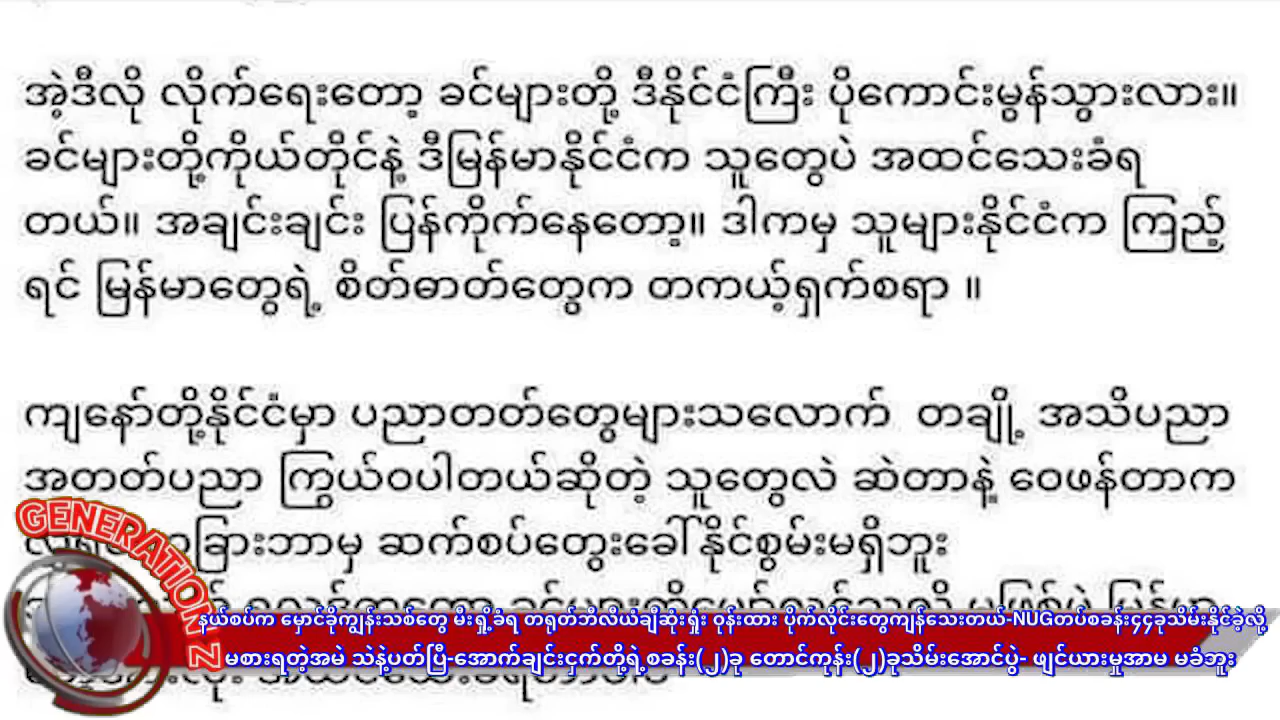 အဲ့ဒီလို လိုက်ရေးတော့ ခင်များတို့ ဒီနိုင်ငံကြီး ပိုကောင်းမွန်သွားလား။
ခင်များတို့ကိုယ်တိုင်နဲ့ ဒီမြန်မာနိုင်ငံက သူတွေပဲ အထင်သေးခံရ
တယ်။ အချင်းချင်း ပြန်ကိုက်နေတော့။ ဒါကမှ သူများနိုင်ငံက ကြည့်
ရင် မြန်မာတွေရဲ့ စိတ်ဓာတ်တွေက တကယ့်ရှက်စရာ ။
ကျနော်တို့နိုင်ငံမှာ ပညာတတ်တွေများသလောက် တချို့ အသိပညာ
အတတ်ပညာ ကြွယ်ဝပါတယ်ဆိုတဲ့ သူတွေလဲ ဆဲတာနဲ့ ဝေဖန်တာက
ခြားဘာမှ ဆက်စပ်တွေးခေါ်နိုင်စွမ်းမရှိဘူး
GENERATION Z
နယ်စပ်က မှောင်ခိုကျွန်းသစ်တွေ မီးရှို့ခံရ တရုတ်ဘီလီယံချီဆုံးရှုံး ဝုန်းထား ပိုက်လိုင်းတွေကျန်သေးတယ်-NUGတပ်စခန်း၄၄ခုသိမ်းနိုင်ခဲ့လို့
မစားရတဲ့အမဲ သဲနဲ့ပတ်ပြီ-အောက်ချင်းငှက်တို့ရဲ့စခန်း(၂)ခု တောင်ကုန်း(၂)ခုသိမ်းအောင်ပွဲ- ဖျင်ယားမှုအာမ မခံဘူး